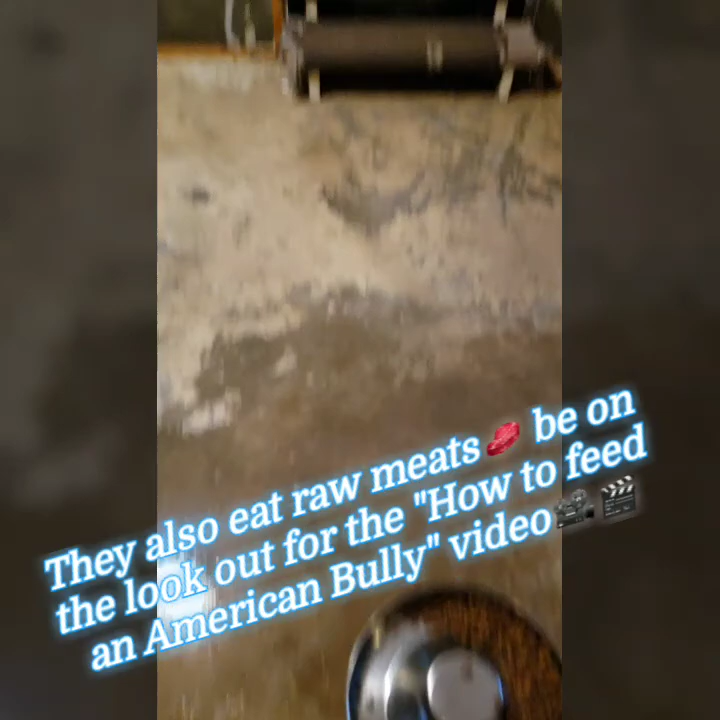 They also eat raw meats🥩 be on
the look out for the "How to feed
an American Bully" video🎥🎬